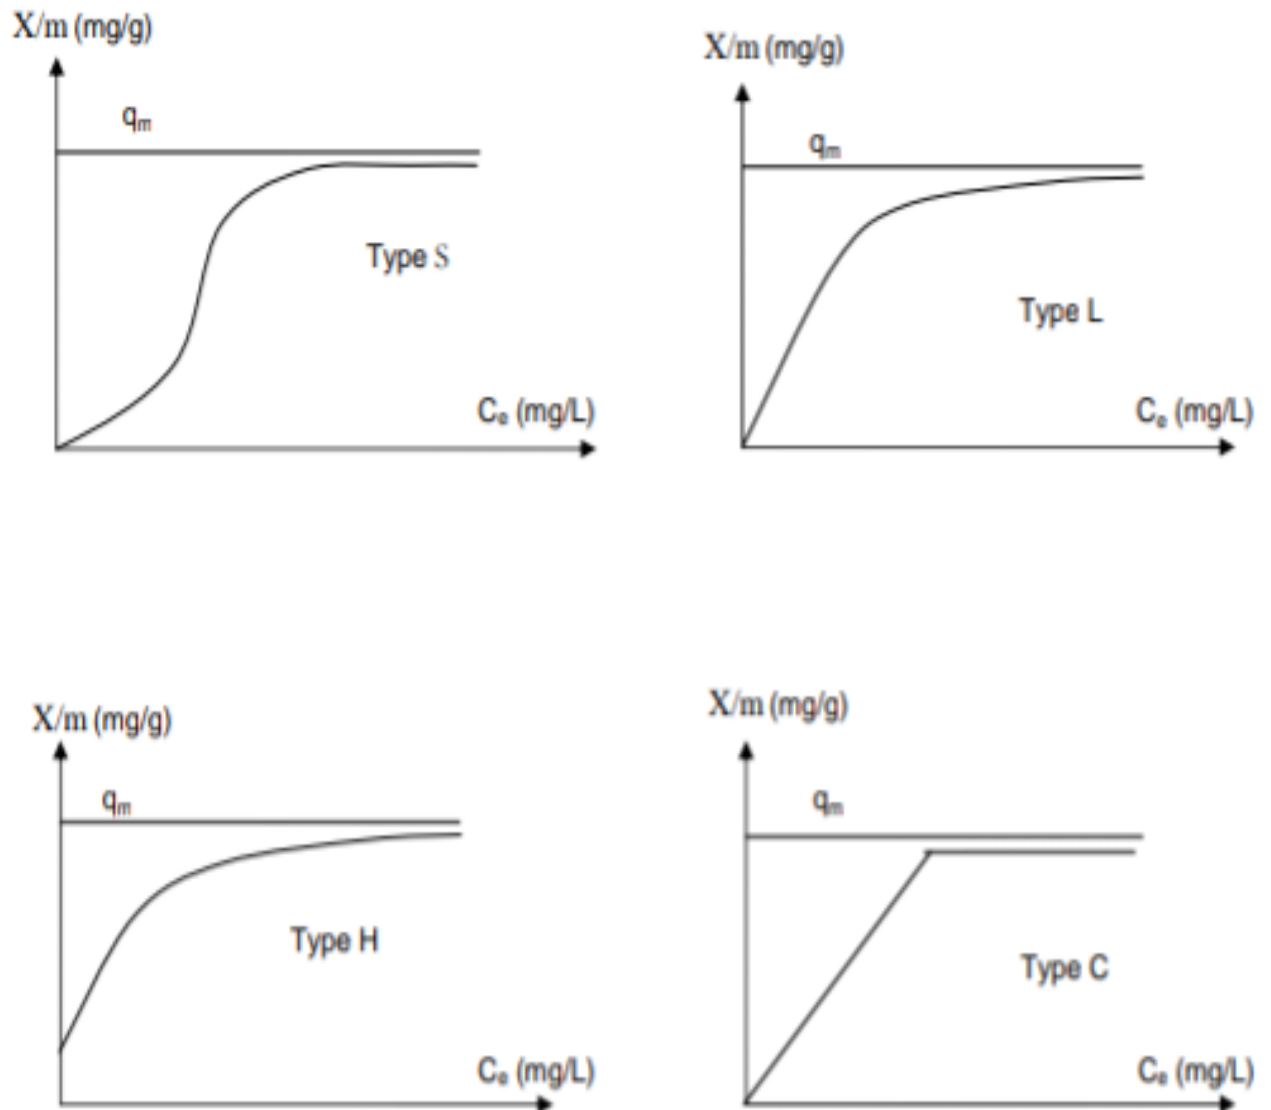 X/m (mg/g)
qm
Type S
Ce (mg/L)
X/m (mg/g)
qm
Type L
Ce (mg/L)
X/m (mg/g)
qm
Type H
Ce (mg/L)
X/m (mg/g)
qm
Type C
Ce (mg/L)